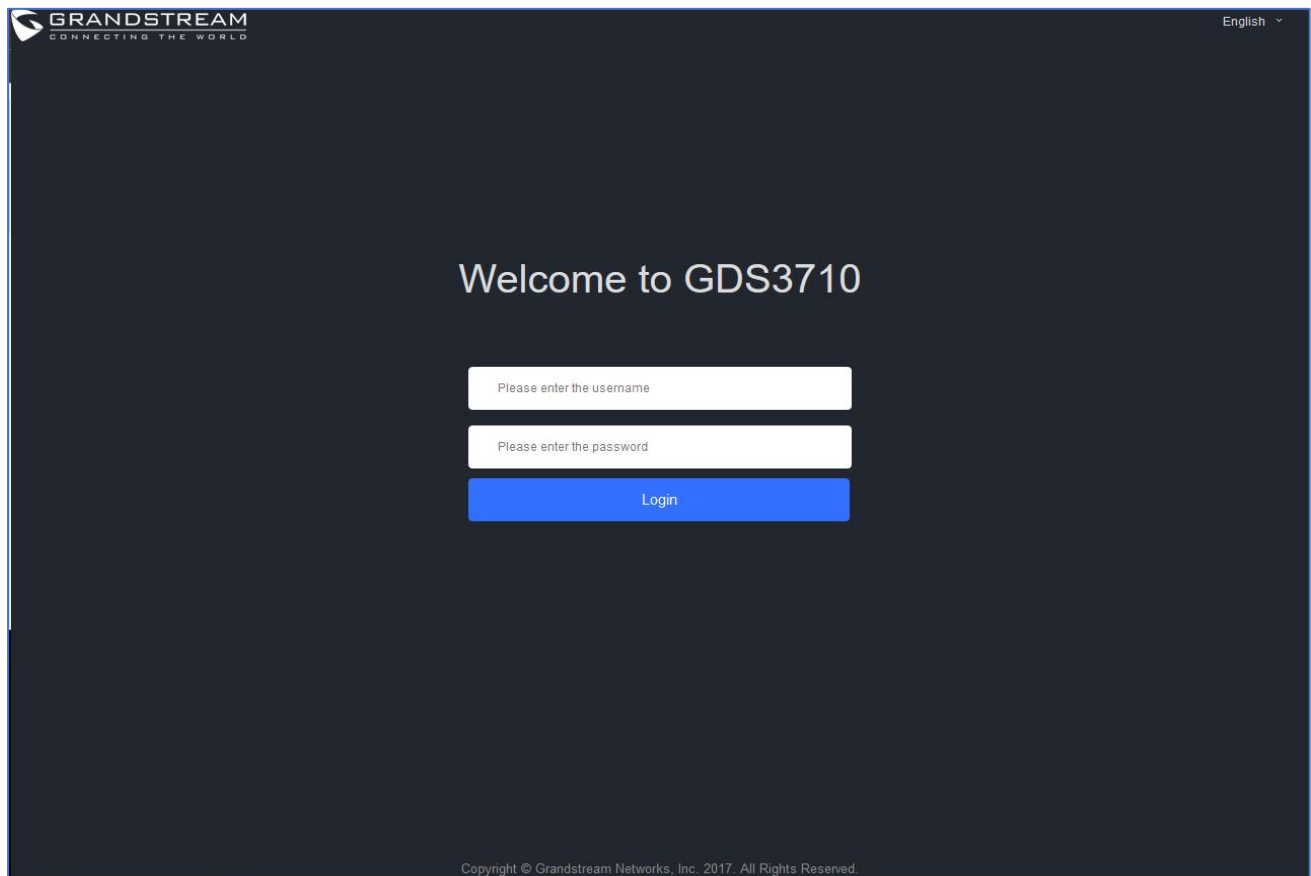 GRANDSTREAM
CONNECTING THE WORLD
English
Welcome to GDS3710
Please enter the username
Please enter the password
Login
Copyright © Grandstream Networks, Inc. 2017. All Rights Reserved.